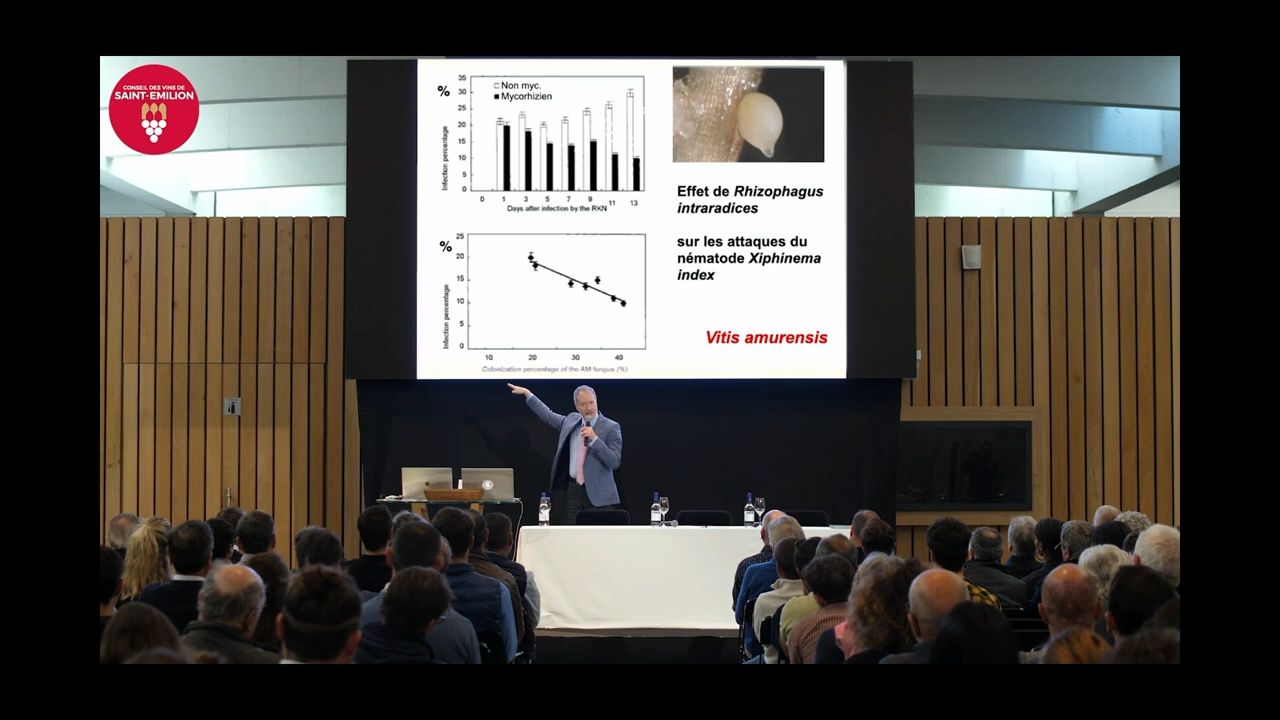 CONSEIL DES VINS DE
SAINT-EMILION
%
Infection percentage
35
30
25
20
15
10
5
0
Non myc.
Mycorhizien
0 1 3 5 7 9 11 13
Days after infection by the RKN
%
Infection percentage
25
20
15
10
5
0
10 20 30 40
Colonization percentage of the AM fungus (%)
Effet de Rhizophagus
intraradices
sur les attaques du
nématode Xiphinema
index
Vitis amurensis